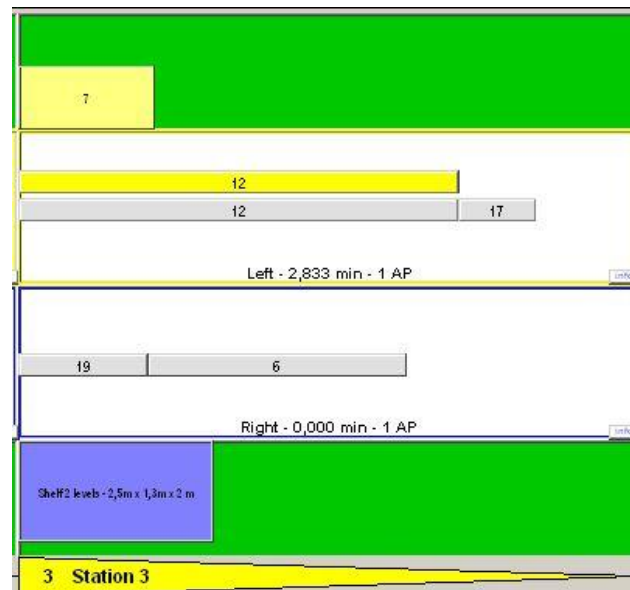 7
12
12 17
Left - 2,833 min - 1 AP
19 6
Right - 0,000 min - 1 AP
Shelf 2 levels - 2,5m x 1,3m x 2 m
3 Station 3